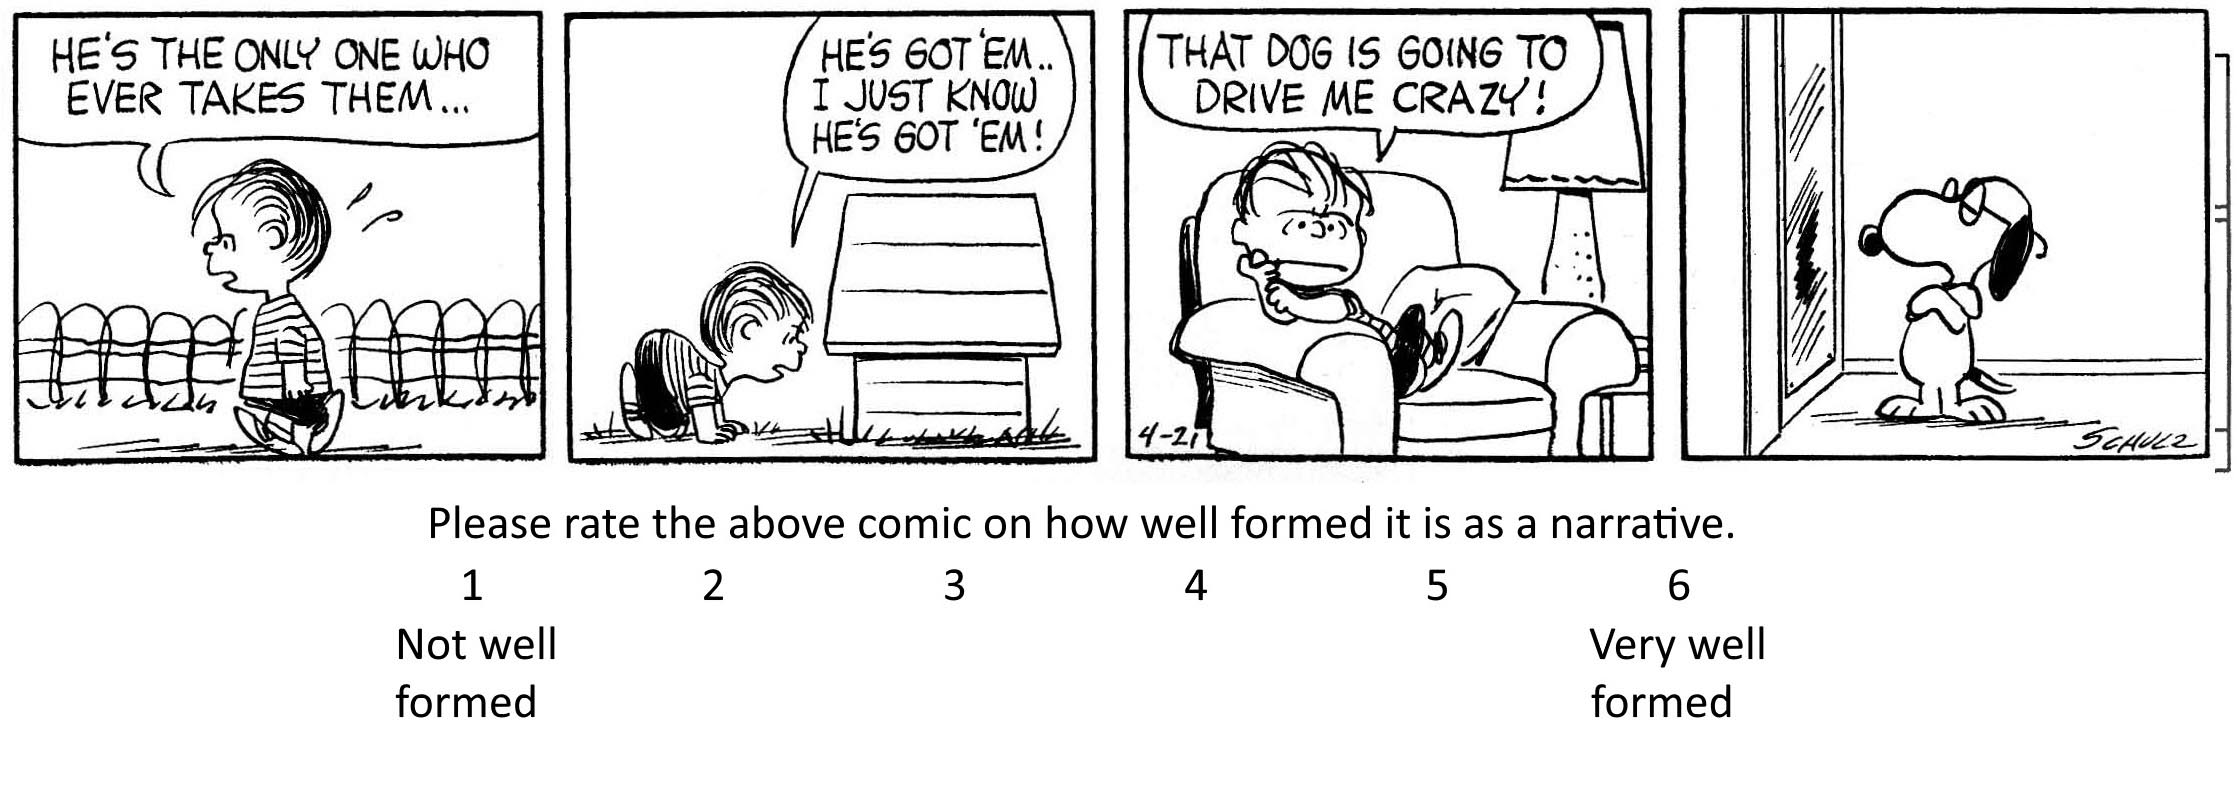 HE'S THE ONLY ONE WHO
EVER TAKES THEM...
HE'S GOT 'EM..
I JUST KNOW
HE'S GOT 'EM!
THAT DOG IS GOING TO
DRIVE ME CRAZY!
4-21
SCHULZ
Please rate the above comic on how well formed it is as a narrative.
1 2 3 4 5 6
Not well
formed
Very well
formed